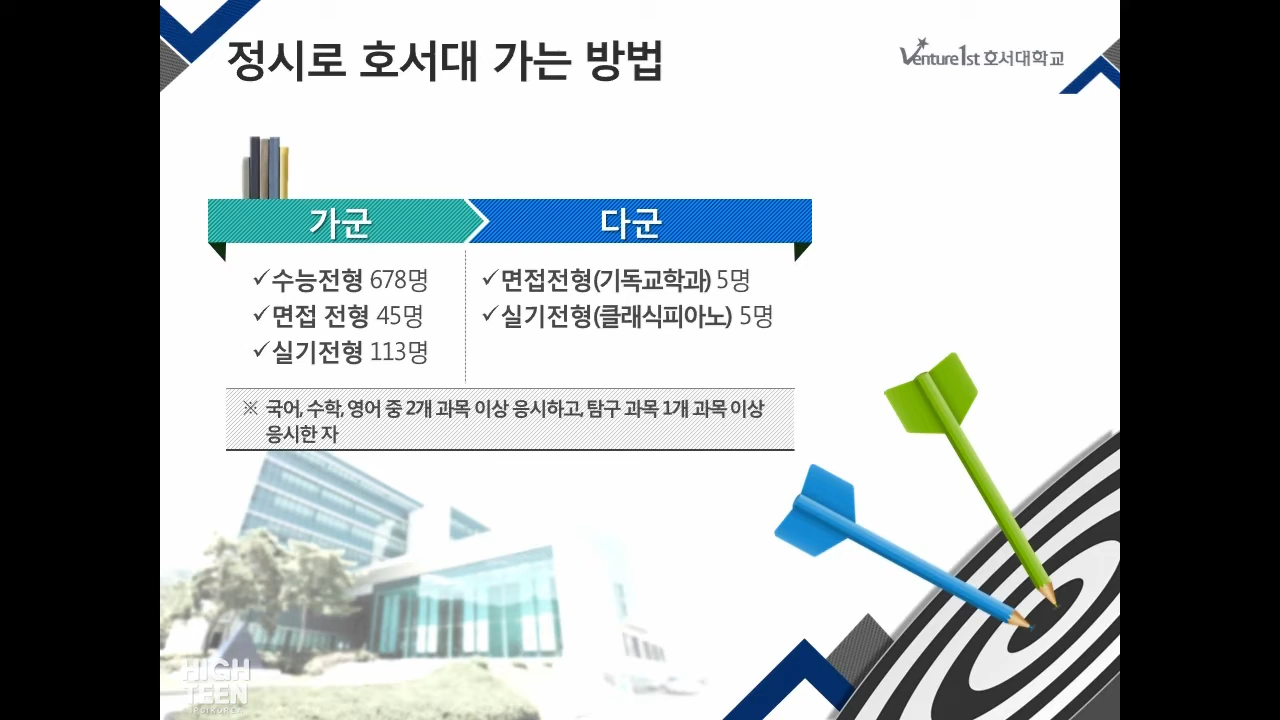 정시로 호서대 가는 방법
Venture1st 호서대학교
가군
다군
✓수능전형 678명
✓면접 전형 45명
✓실기전형 113명
✓면접전형(기독교학과) 5명
✓실기전형(클래식피아노) 5명
※ 국어, 수학, 영어 중 2개 과목 이상 응시하고, 탐구 과목 1개 과목 이상
응시한 자
HIGH
TEEN